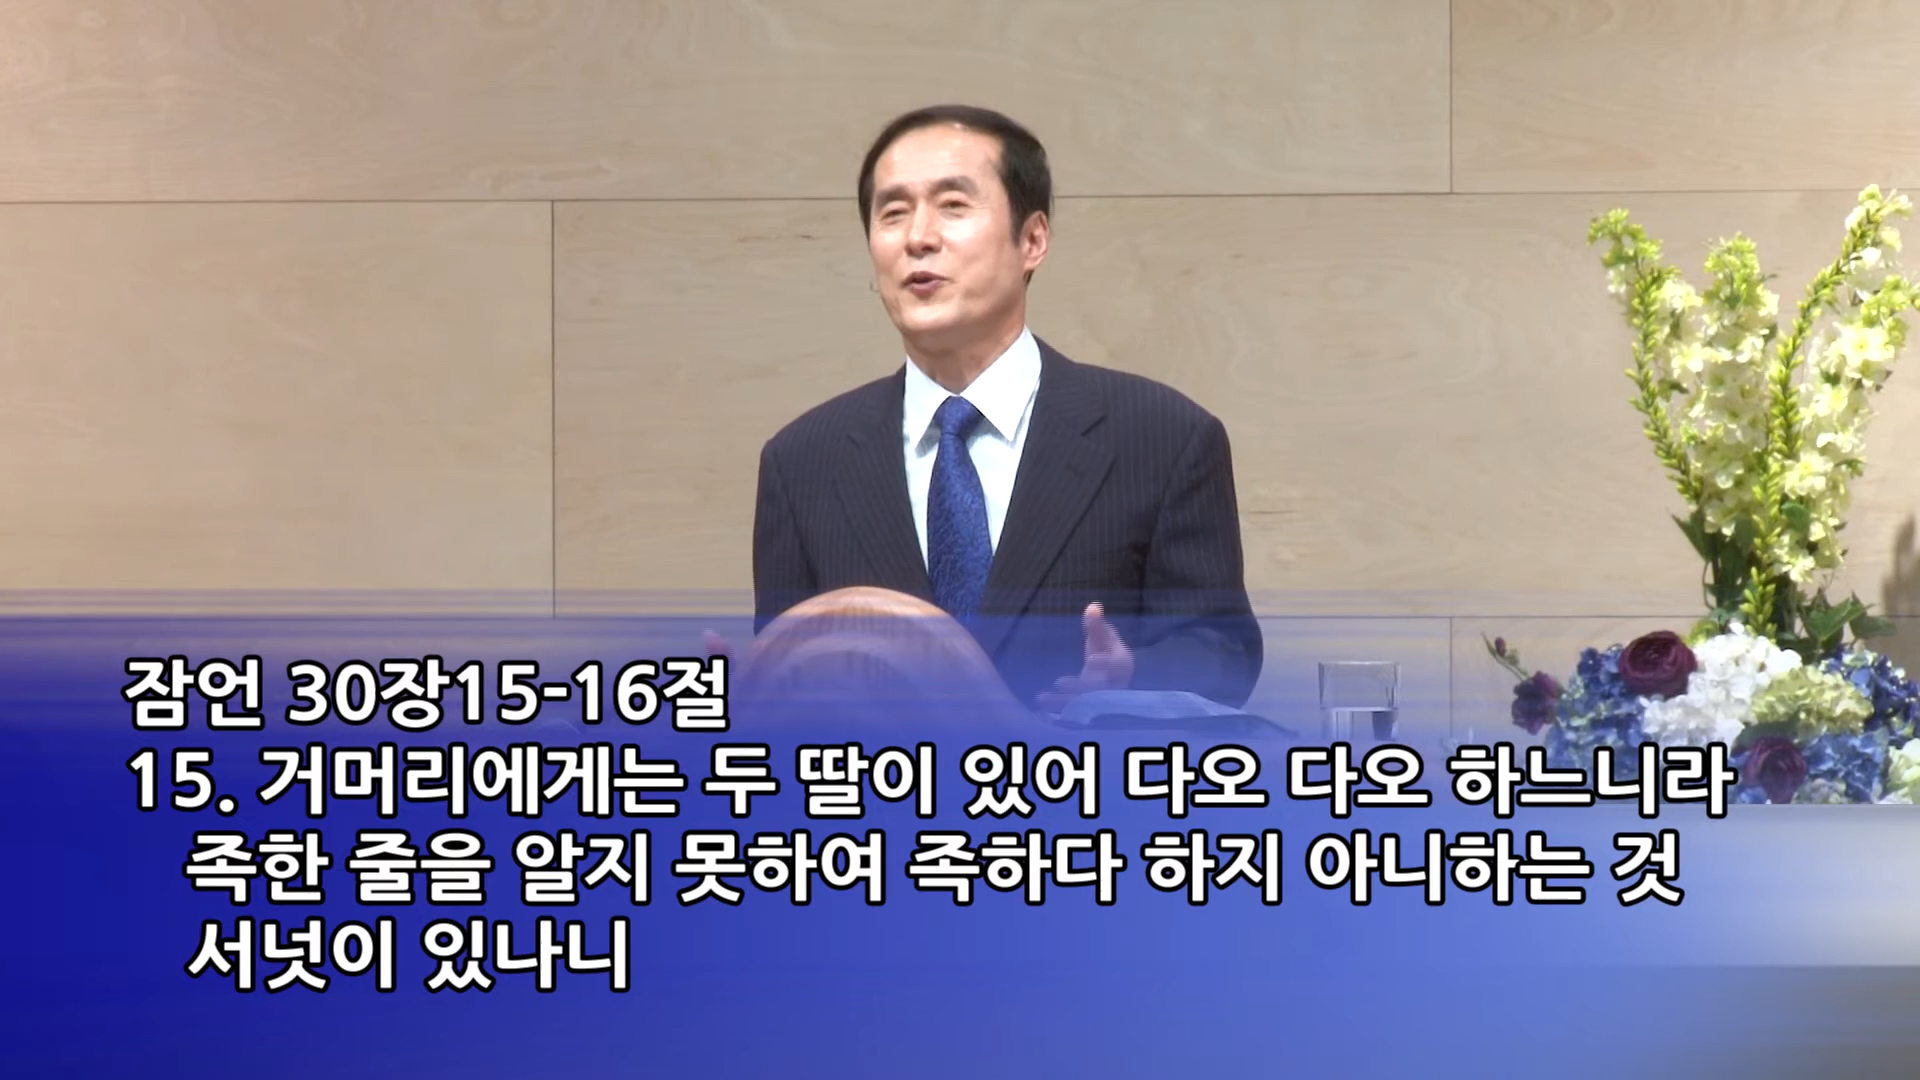 잠언 30장15-16절
15. 거머리에게는 두 딸이 있어 다오 다오 하느니라
족한 줄을 알지 못하여 족하다 하지 아니하는 것
서넛이 있나니